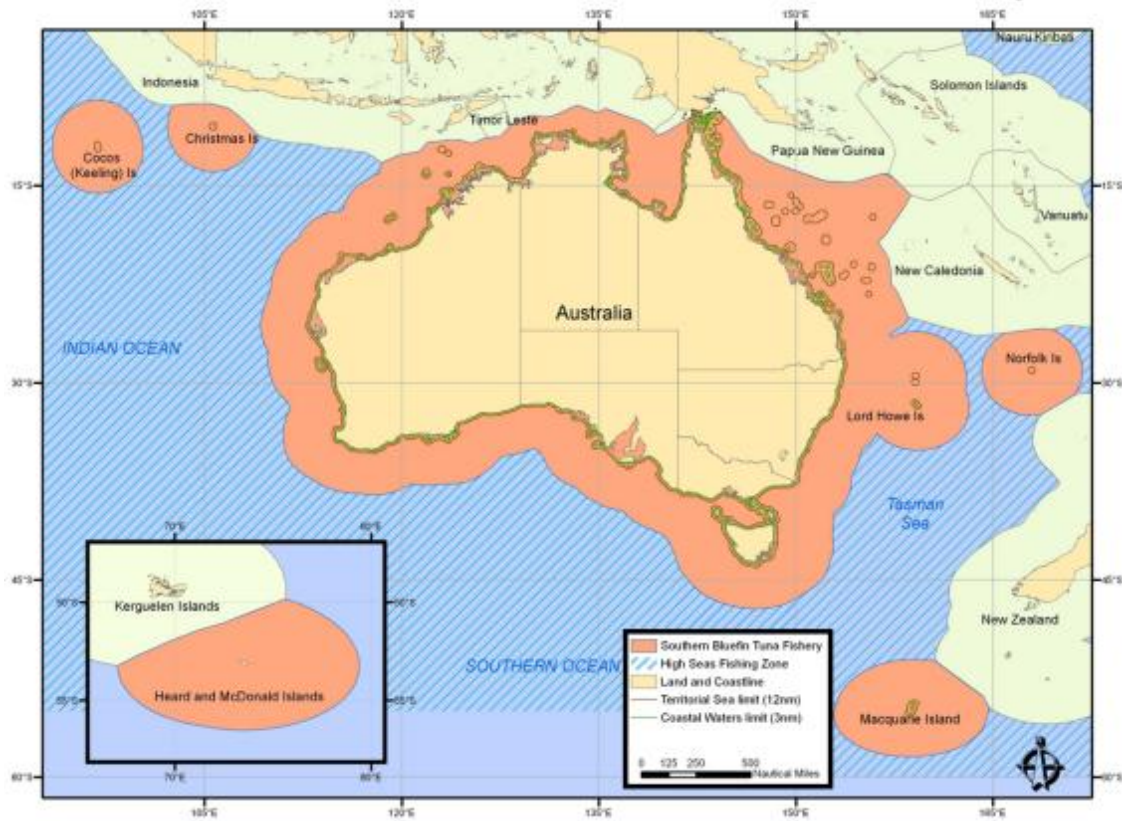 105°E 120°E 135°E 150°E 165°E
Nauru Kiribati
Indonesia
Solomon Islands
Timor Leste
Christmas Is
Papua New Guinea
Cocos
(Keeling) Is
15°S 15°S
Vanuatu
New Caledonia
Australia
INDIAN OCEAN
Norfolk Is
30°S 30°S
Lord Howe Is
Tasman
Sea
70°E 80°E
45°S 45°S
50°S 50°S
Kerguelen Islands
New Zealand
SOUTHERN OCEAN
Southern Bluefin Tuna Fishery
High Seas Fishing Zone
Land and Coastline
Territorial Sea limit (12nm)
Coastal Waters limit (3nm)
Heard and McDonald Islands
55°S 55°S
Macquarie Island
0 125 250 500
Nautical Miles
70°E 80°E
60°S 60°S
105°E 120°E 135°E 150°E 165°E